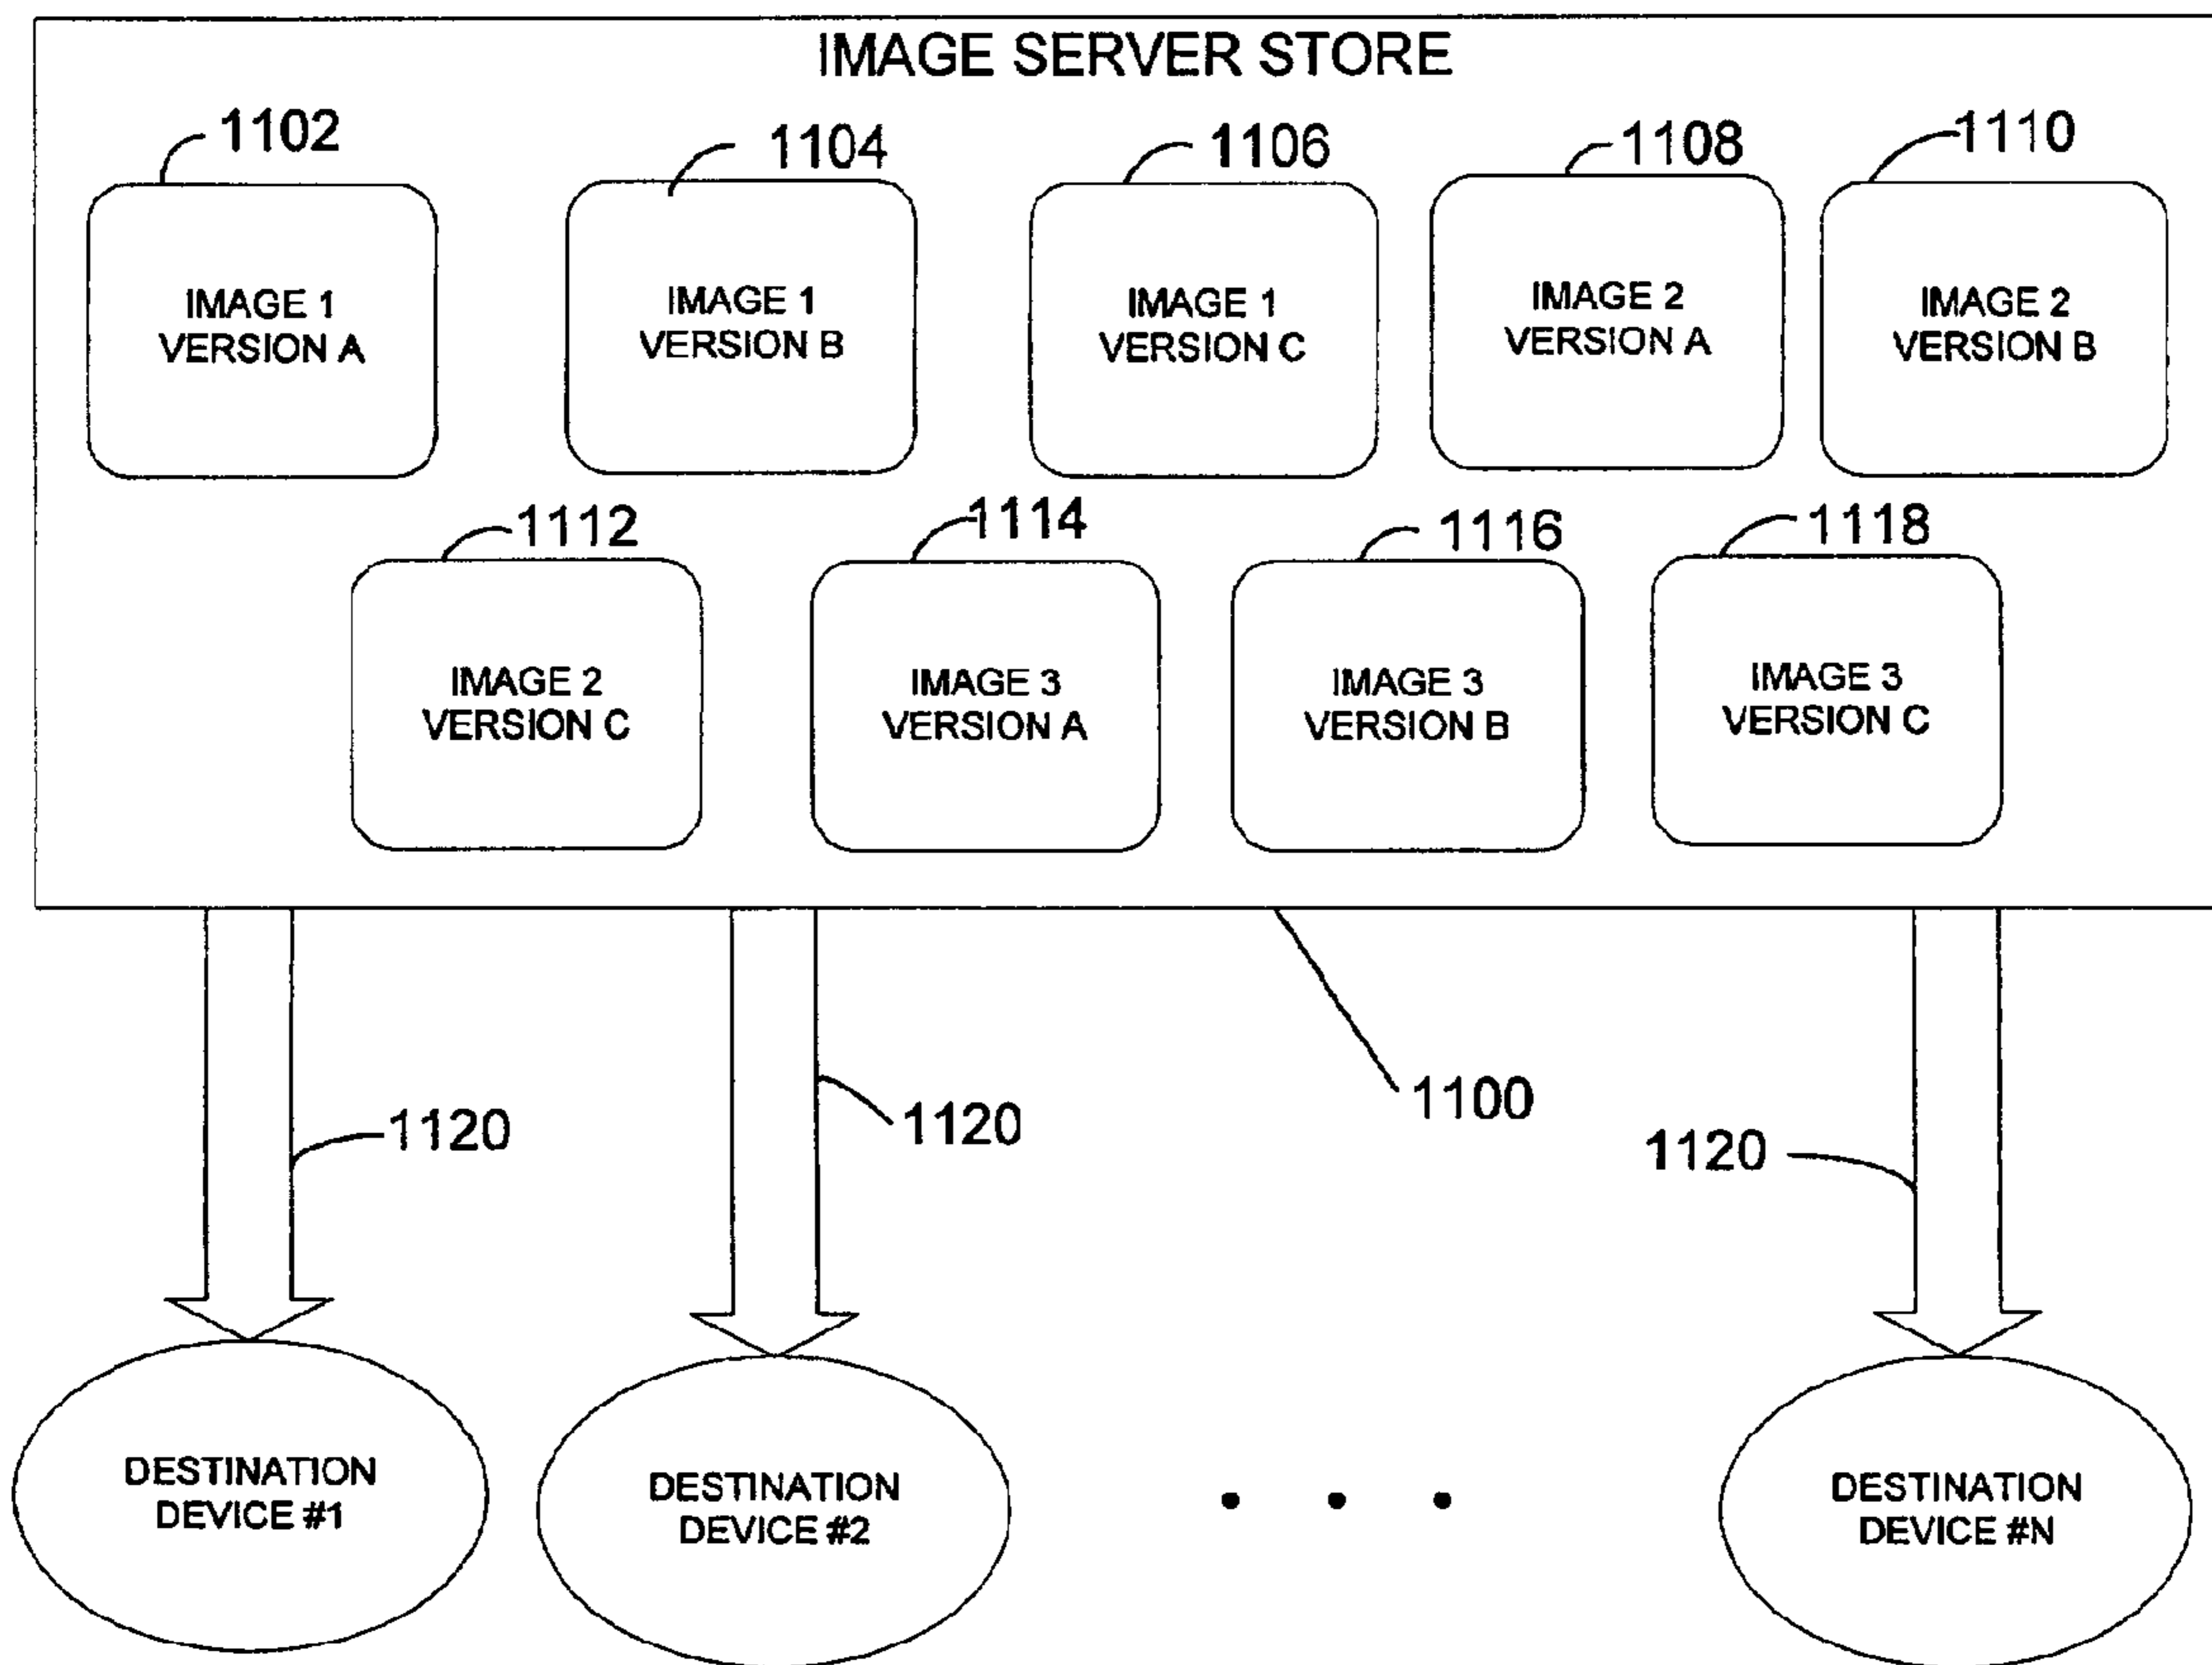 IMAGE SERVER STORE
1102
1104
1106
1108
1110
IMAGE 1
VERSION A
IMAGE 1
VERSION B
IMAGE 1
VERSION C
IMAGE 2
VERSION A
IMAGE 2
VERSION B
1112
1114
1116
1118
IMAGE 2
VERSION C
IMAGE 3
VERSION A
IMAGE 3
VERSION B
IMAGE 3
VERSION C
1120
1120
1100
1120
DESTINATION
DEVICE #1
DESTINATION
DEVICE #2
DESTINATION
DEVICE #N